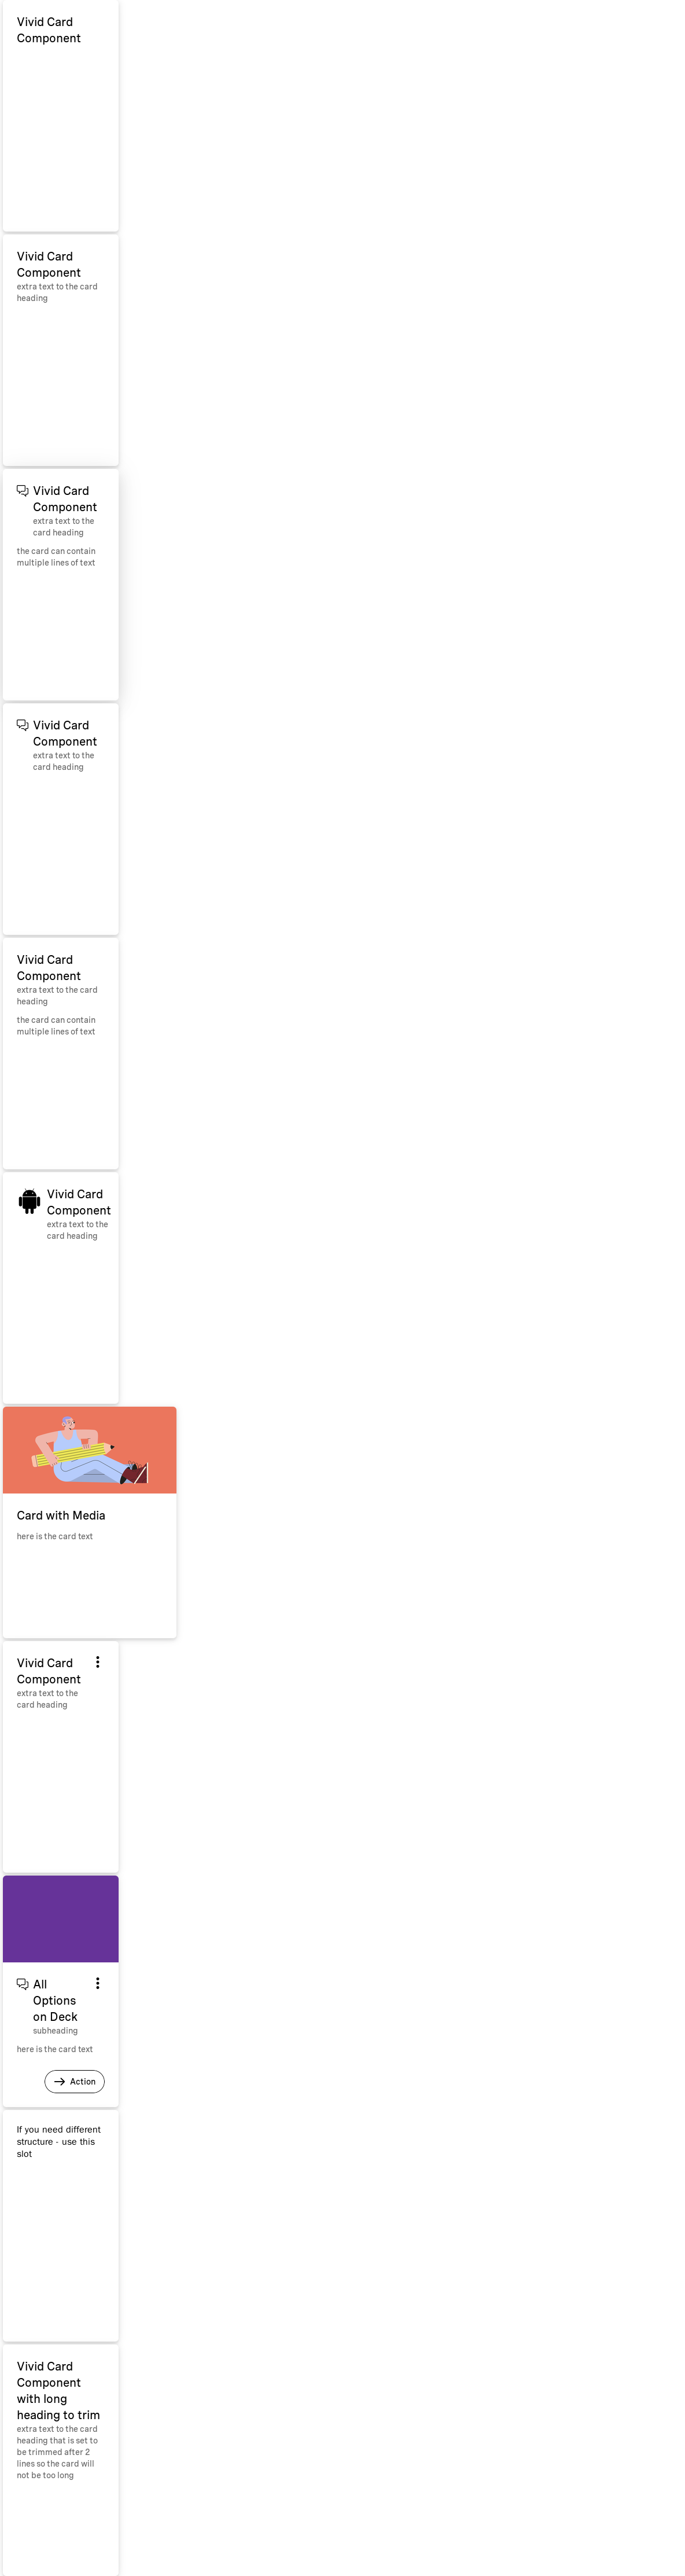 Vivid Card
Component
Vivid Card
Component
extra text to the card
heading
Vivid Card
Component
extra text to the
card heading
the card can contain
multiple lines of text
Vivid Card
Component
extra text to the
card heading
Vivid Card
Component
extra text to the card
heading
the card can contain
multiple lines of text
Vivid Card
Component
extra text to the
card heading
Card with Media
here is the card text
Vivid Card
Component
extra text to the
card heading
All
Options
on Deck
subheading
here is the card text
Action
If you need different
structure - use this
slot
Vivid Card
Component
with long
heading to trim
extra text to the card
heading that is set to
be trimmed after 2
lines so the card will
not be too long